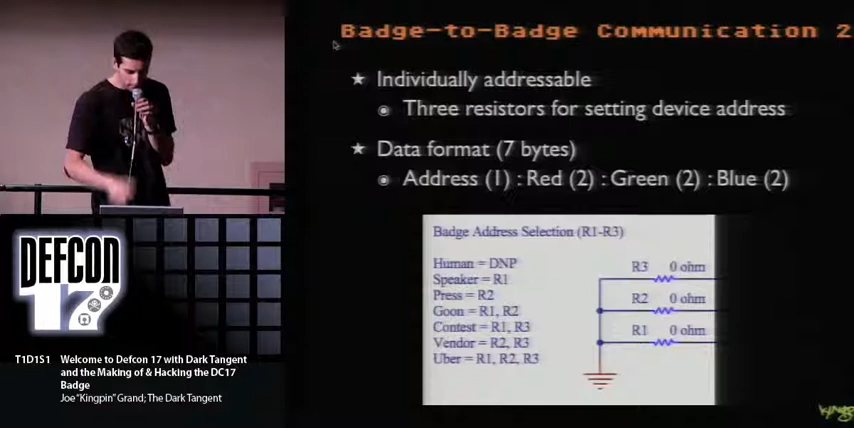 Badge-to-Badge Communication 2
★ Individually addressable
Three resistors for setting device address
★ Data format (7 bytes)
Address (1) : Red (2) : Green (2) : Blue (2)
Badge Address Selection (R1-R3)
Human = DNP
Speaker = R1
Press = R2
Goon = R1, R2
Contest = R1, R3
Vendor = R2, R3
Uber = R1, R2, R3
R3 0 ohm
R2 0 ohm
R1 0 ohm
DEFCON
17
T1D1S1 Welcome to Defcon 17 with Dark Tangent
and the Making of & Hacking the DC17
Badge
Joe "Kingpin" Grand; The Dark Tangent